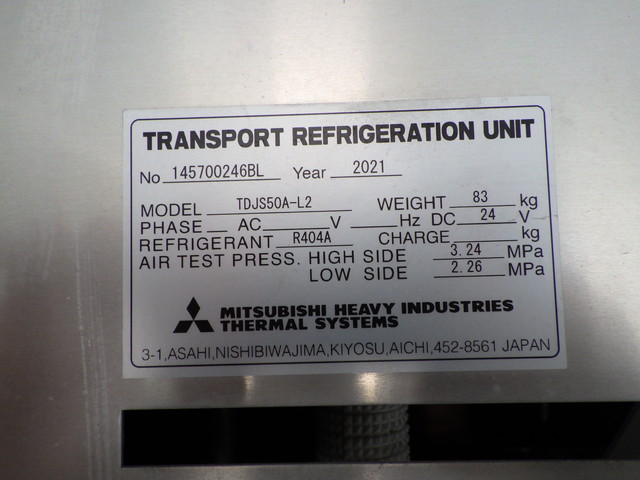 TRANSPORT REFRIGERATION UNIT
No 145700246BL Year 2021
MODEL TDJS50A-L2 WEIGHT 83 kg
PHASE AC V Hz DC 24 V
REFRIGERANT R404A CHARGE kg
AIR TEST PRESS. HIGH SIDE 3.24 MPa
LOW SIDE 2.26 MPa
MITSUBISHI HEAVY INDUSTRIES
THERMAL SYSTEMS
3-1,ASAHI,NISHIBIWAJIMA,KIYOSU,AICHI,452-8561 JAPAN